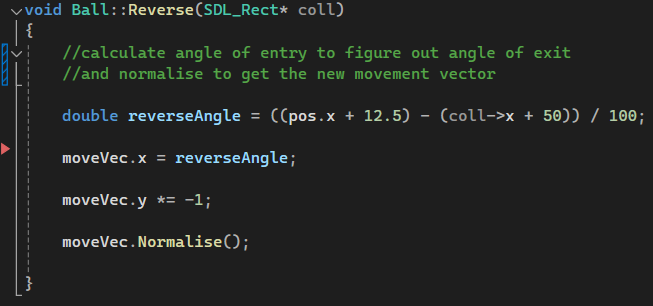 void Ball::Reverse(SDL_Rect* coll)
{
//calculate angle of entry to figure out angle of exit
//and normalise to get the new movement vector
double reverseAngle = ((pos.x + 12.5) - (coll->x + 50)) / 100;
moveVec.x = reverseAngle;
moveVec.y *= -1;
moveVec.Normalise();
}